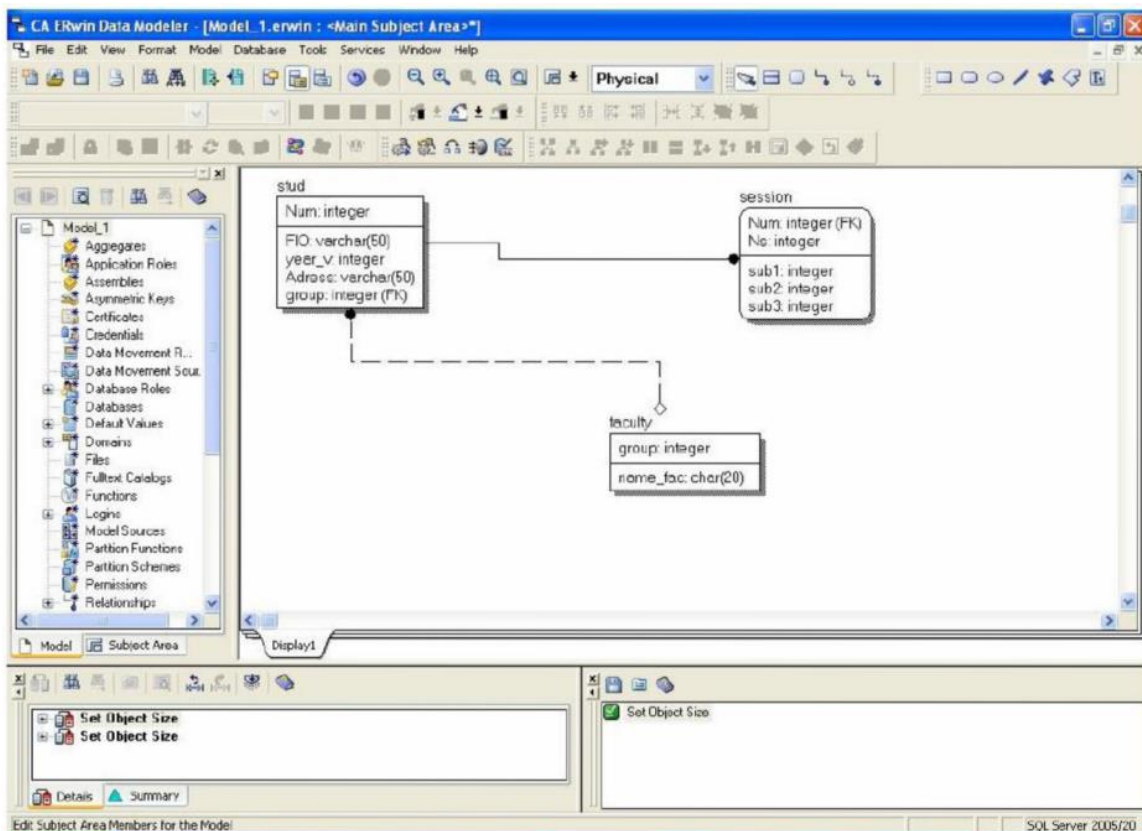 CA ERwin Data Modeler - [Model_1.erwin : <Main Subject Area>*]
File Edit View Format Model Database Tools Services Window Help
Physical
Model_1
Aggregates
Application Roles
Assembles
Asymmetric Keys
Certificates
Credentials
Data Movement R...
Data Movement Sour
Database Roles
Databases
Default Values
Domains
Files
Fulltext Catalogs
Functions
Logins
Model Sources
Partition Functions
Partition Schemes
Permissions
Relationships
Model Subject Area
stud
Num: integer
FIO: varchar(50)
year_v: integer
Adress: varchar(50)
group: integer (FK)
session
Num: integer (FK)
Ns: integer
sub1: integer
sub2: integer
sub3: integer
faculty
group: integer
name_fac: char(20)
Display1
Set Object Size
Set Object Size
Details Summary
Set Object Size
Edit Subject Area Members for the Model
SQL Server 2005/20